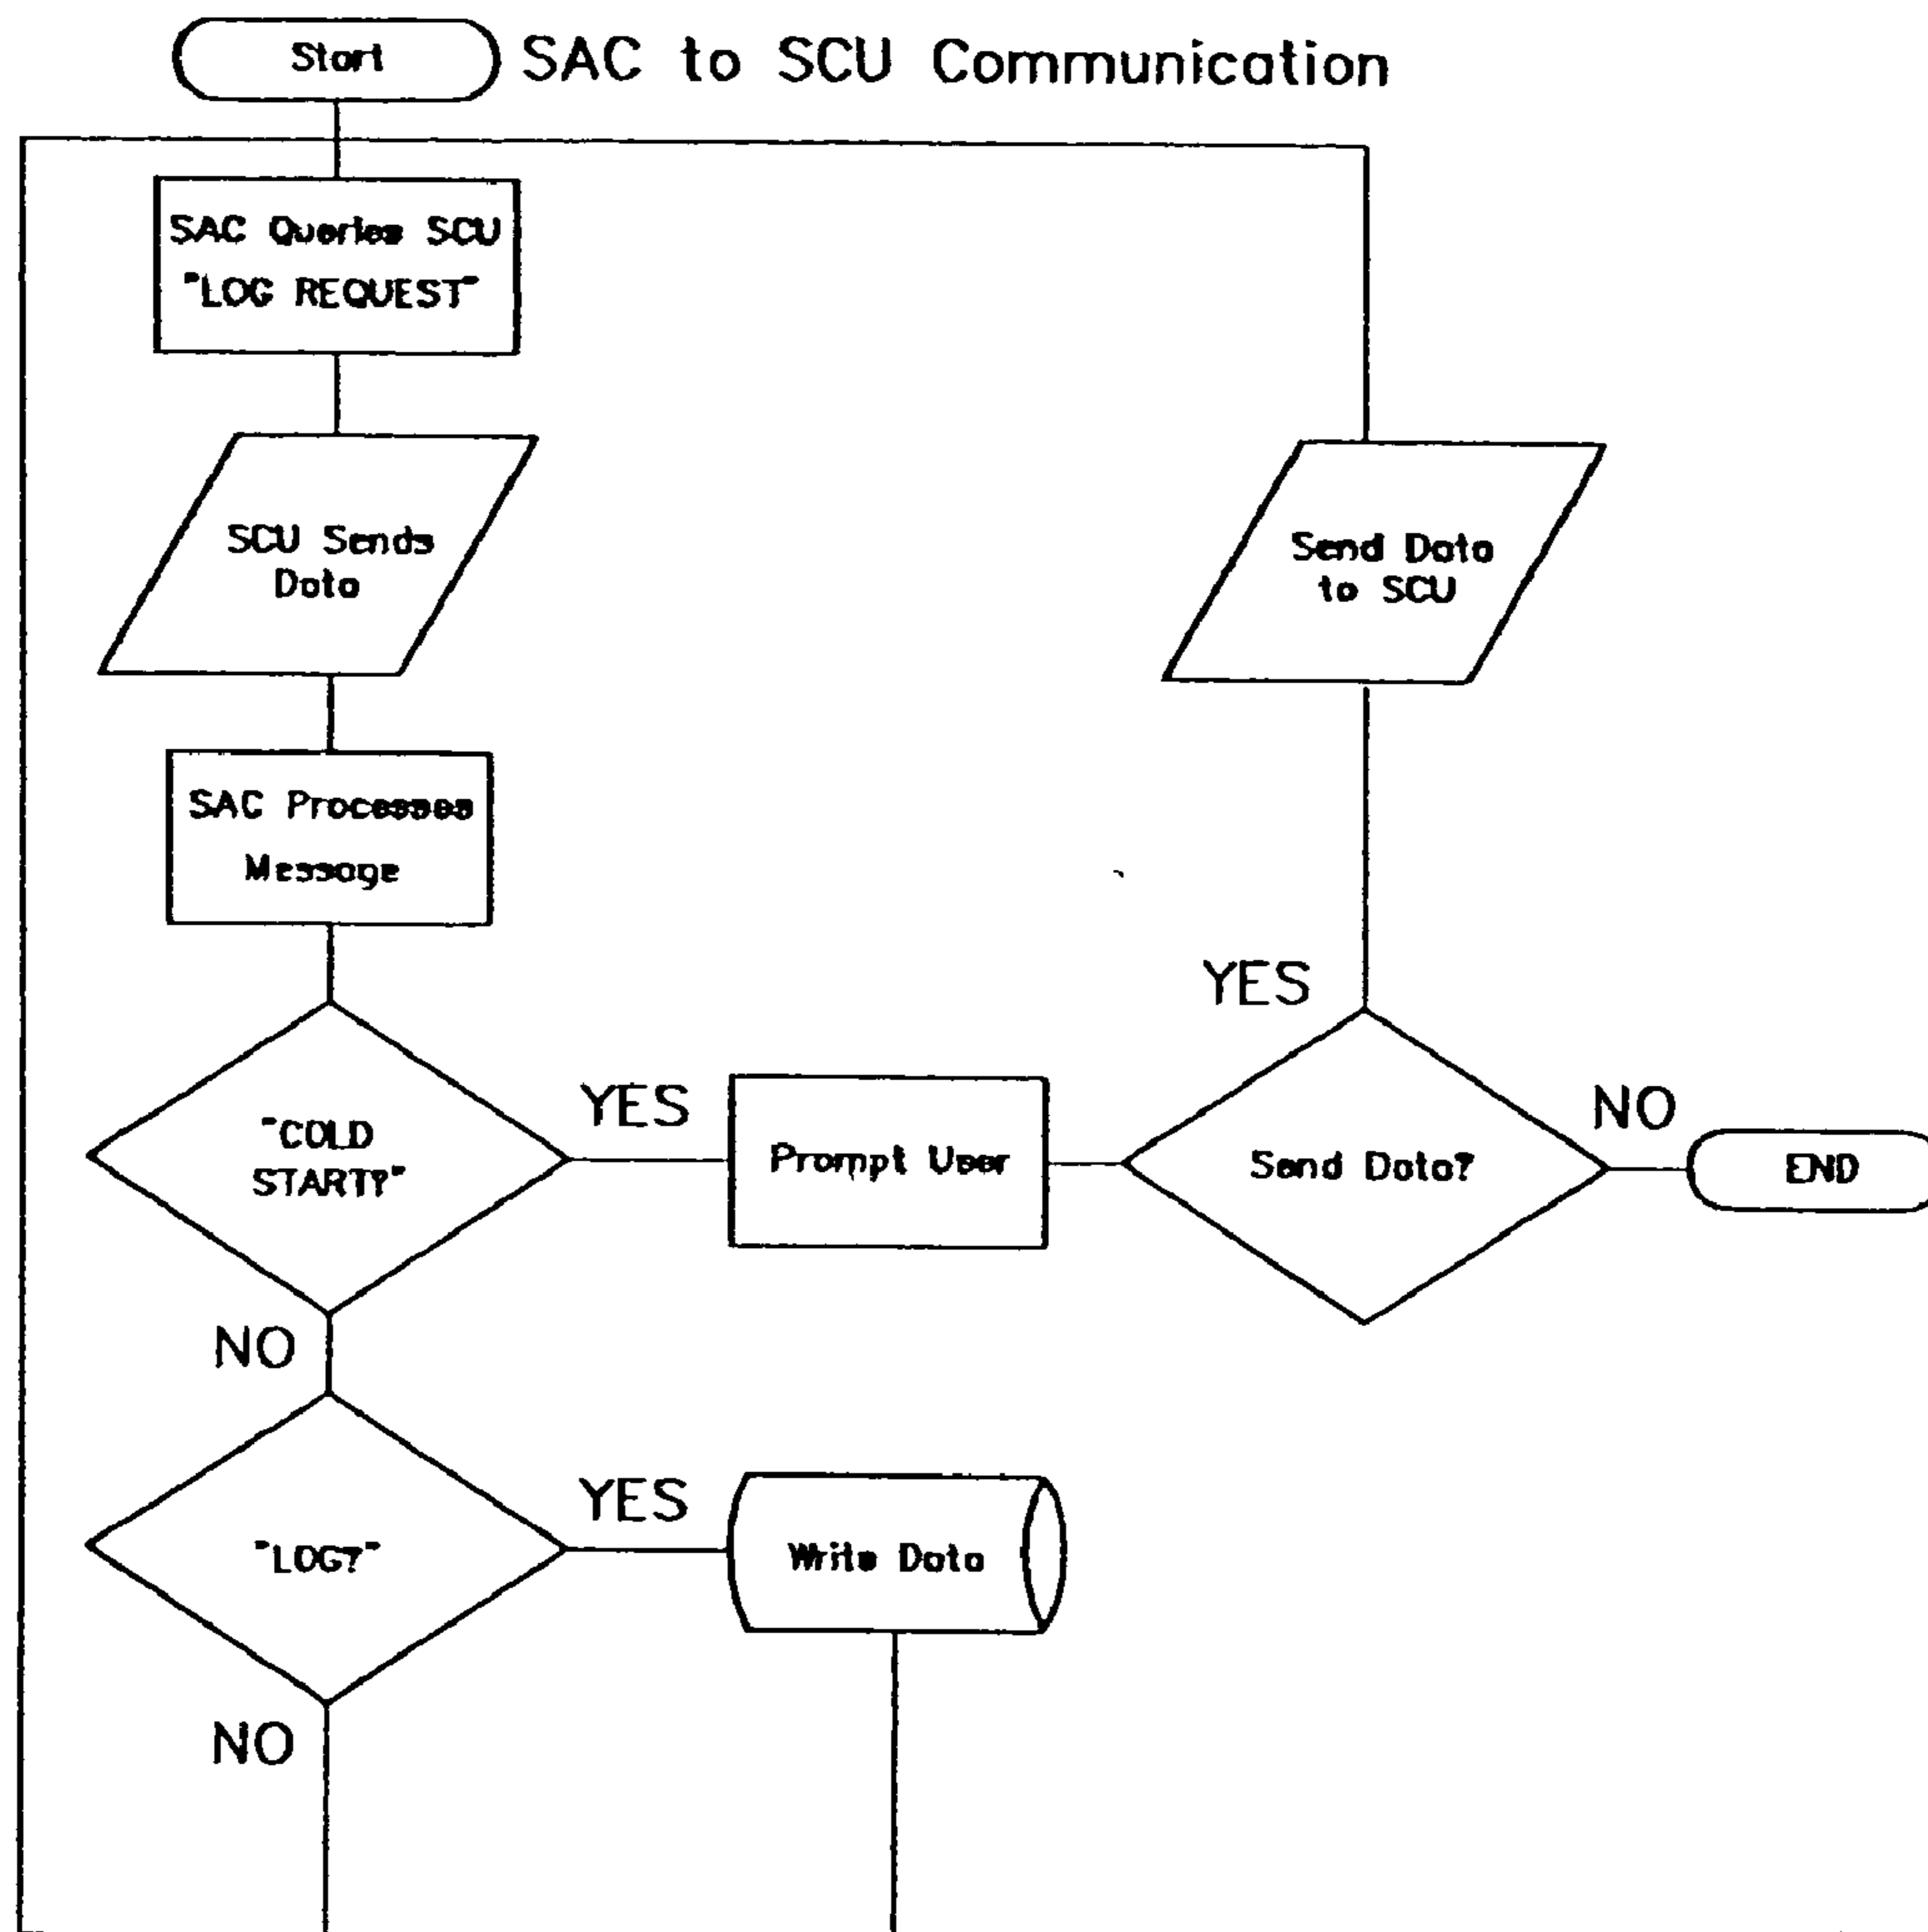 Start
SAC to SCU Communication
SAC Queries SCU
"LOG REQUEST"
SCU Sends
Data
Send Data
to SCU
SAC Processes
Message
YES
"COLD
START?"
YES
Prompt User
Send Data?
NO
END
NO
"LOG?"
YES
Write Data
NO